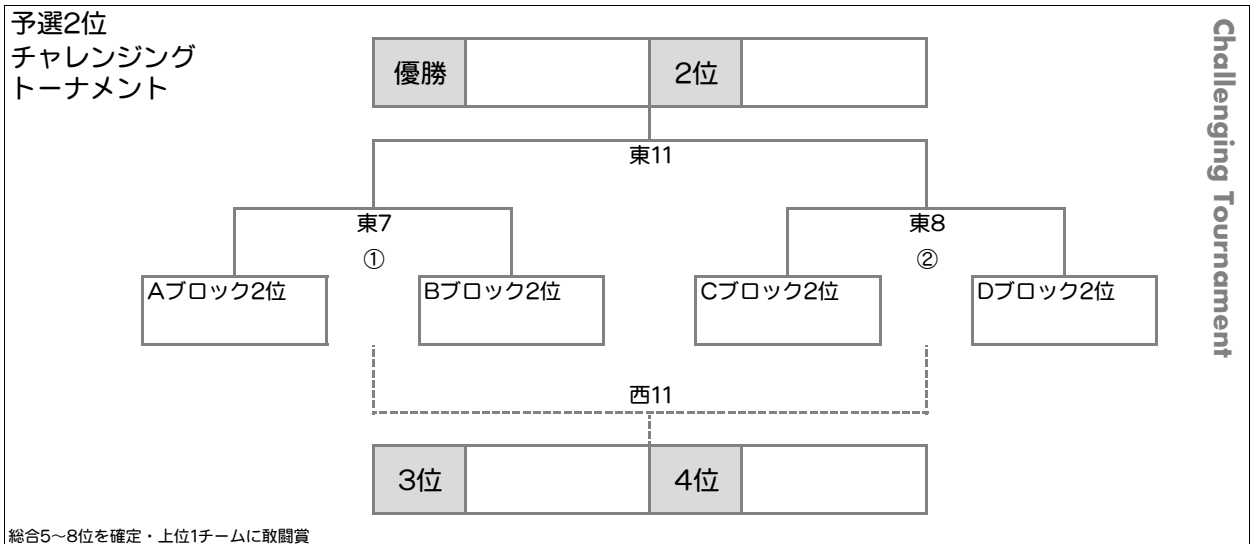 予選2位
チャレンジング
トーナメント
Challenging Tournament
優勝
2位
東11
東7
東8
①
②
Aブロック2位
Bブロック2位
Cブロック2位
Dブロック2位
西11
3位
4位
総合5~8位を確定・上位1チームに敢闘賞